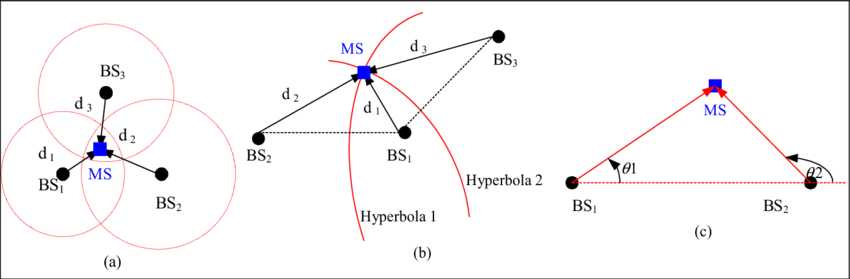 BS₃
d₃
d₂
d₁
BS₁
MS
BS₂
(a)
MS
d₃
BS₃
d₂
d₁
BS₂
BS₁
Hyperbola 2
Hyperbola 1
(b)
MS
θ1
θ2
BS₁
BS₂
(c)